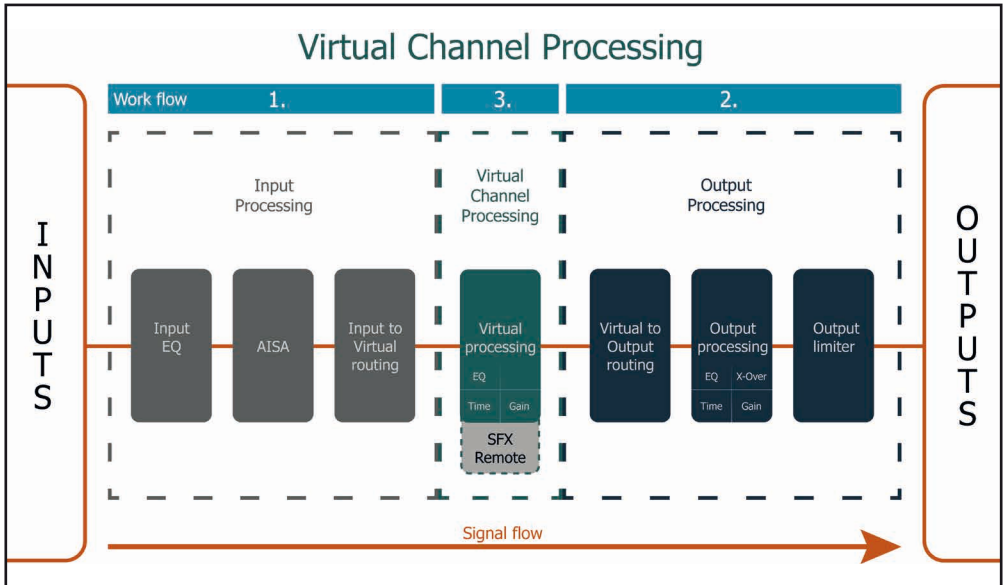 Virtual Channel Processing
Work flow 1. 3. 2.
INPUTS
Input
Processing
Virtual
Channel
Processing
Output
Processing
OUTPUTS
Input
EQ
AISA
Input to
Virtual
routing
Virtual
processing
EQ
Time Gain
SFX
Remote
Virtual to
Output
routing
Output
processing
EQ X-Over
Time Gain
Output
limiter
Signal flow